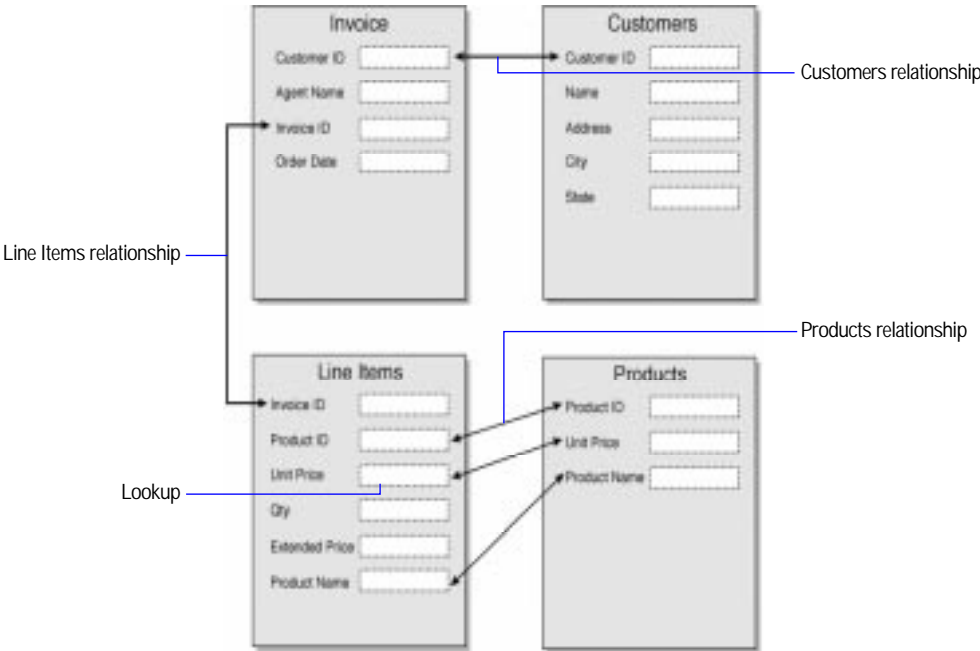 Invoice
Customer ID
Agent Name
Invoice ID
Order Date
Customers
Customer ID
Name
Address
City
State
Customers relationship
Line Items relationship
Products relationship
Line Items
Invoice ID
Product ID
Unit Price
Qty
Extended Price
Product Name
Lookup
Products
Product ID
Unit Price
Product Name